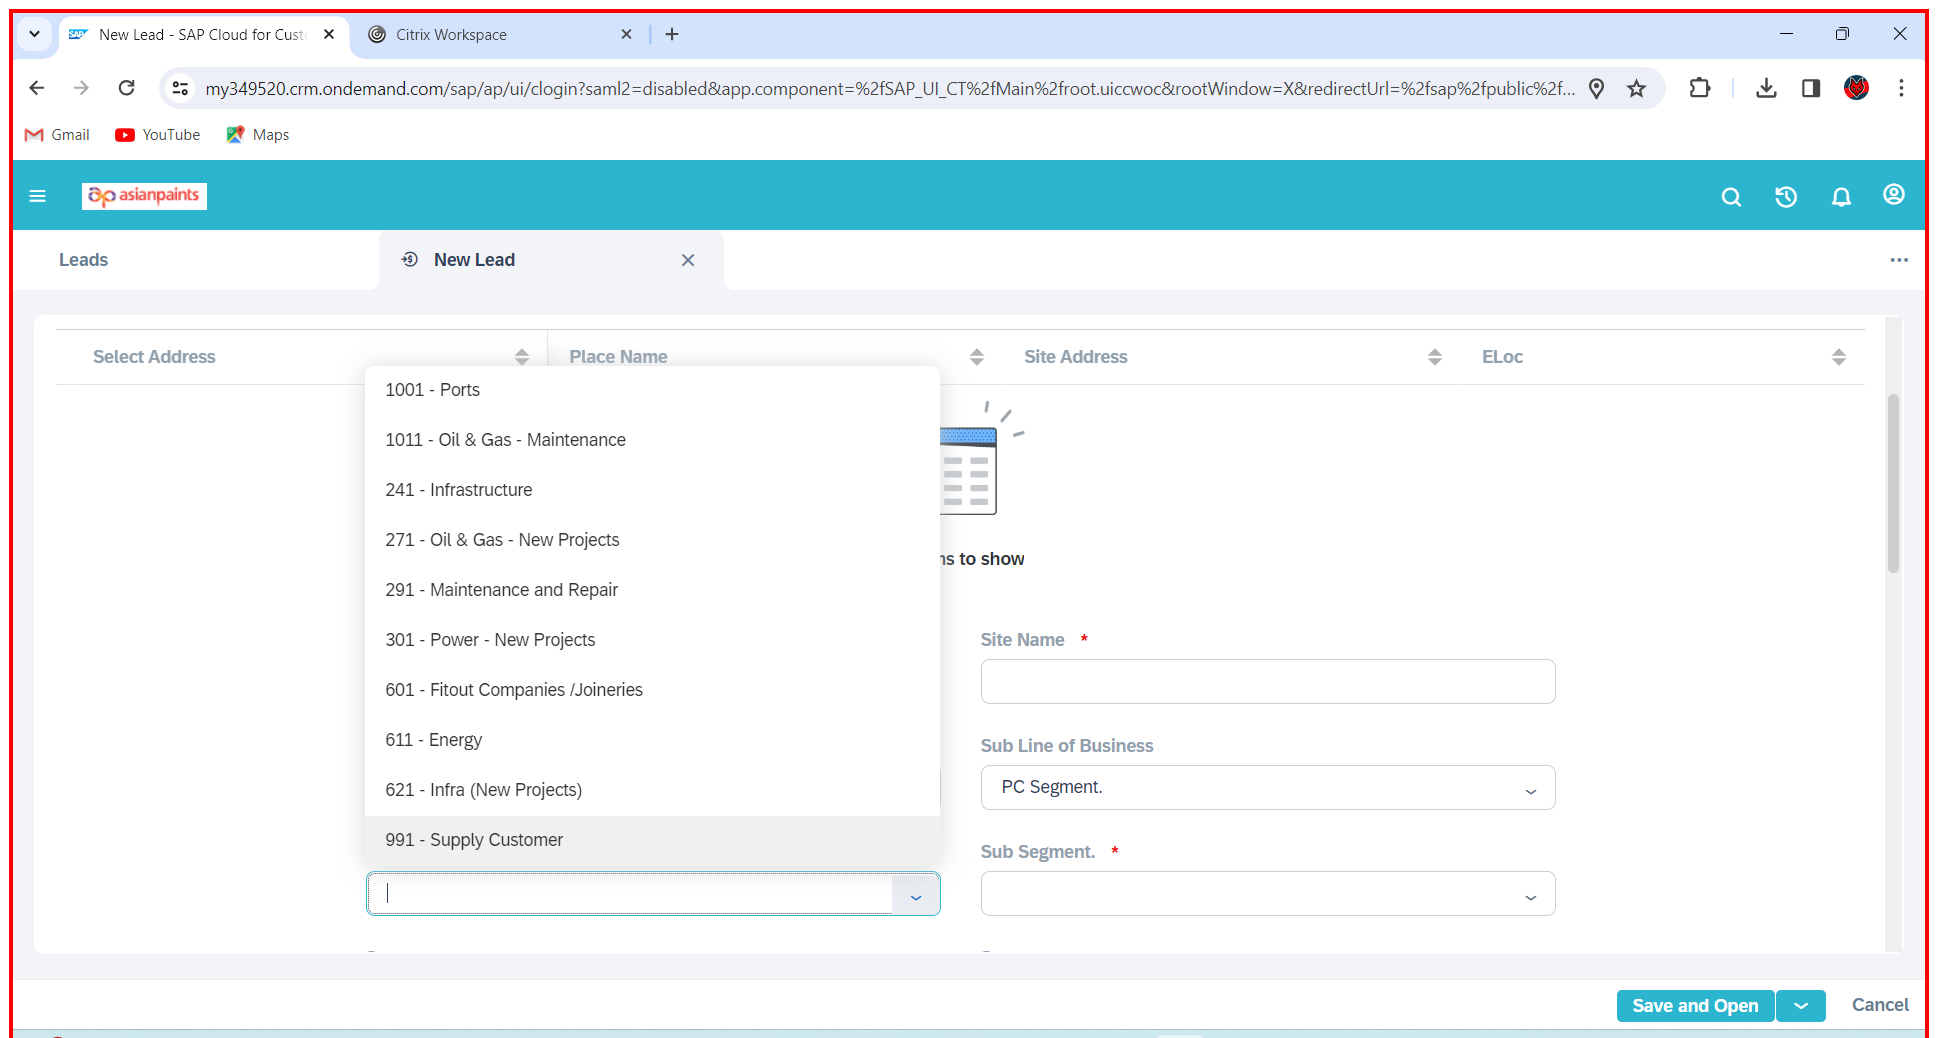 New Lead - SAP Cloud for Cust
Citrix Workspace
my349520.crm.ondemand.com/sap/ap/ui/clogin?saml2=disabled&app.component=%2fSAP_UI_CT%2fMain%2froot.uiccwoc&rootWindow=X&redirectUrl=%2fsap%2fpublic%2f...
Gmail
YouTube
Maps
asianpaints
Leads
New Lead
Select Address
Place Name
Site Address
ELoc
1001 - Ports
1011 - Oil & Gas - Maintenance
241 - Infrastructure
271 - Oil & Gas - New Projects
291 - Maintenance and Repair
301 - Power - New Projects
601 - Fitout Companies /Joineries
611 - Energy
621 - Infra (New Projects)
991 - Supply Customer
to show
Site Name *
Sub Line of Business
PC Segment.
Sub Segment. *
Save and Open
Cancel